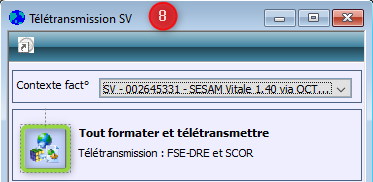 Télétransmission SV 8
Contexte fact° SV - 002645331 - SESAM Vitale 1.40 via OCT...
Tout formater et télétransmettre
Télétransmission : FSE-DRE et SCOR